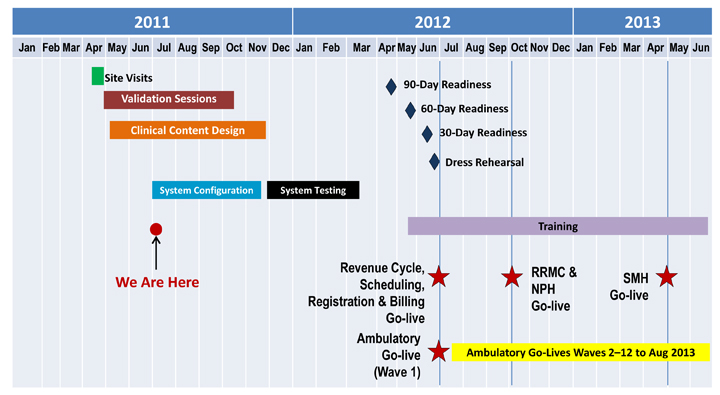 2011 2012 2013
Jan Feb Mar Apr May Jun Jul Aug Sep Oct Nov Dec Jan Feb Mar Apr May Jun Jul Aug Sep Oct Nov Dec Jan Feb Mar Apr May Jun
Site Visits
Validation Sessions
Clinical Content Design
90-Day Readiness
60-Day Readiness
30-Day Readiness
Dress Rehearsal
System Configuration
System Testing
Training
We Are Here
Revenue Cycle,
Scheduling,
Registration & Billing
Go-live
RRMC &
NPH
Go-live
SMH
Go-live
Ambulatory
Go-live
(Wave 1)
Ambulatory Go-Lives Waves 2–12 to Aug 2013